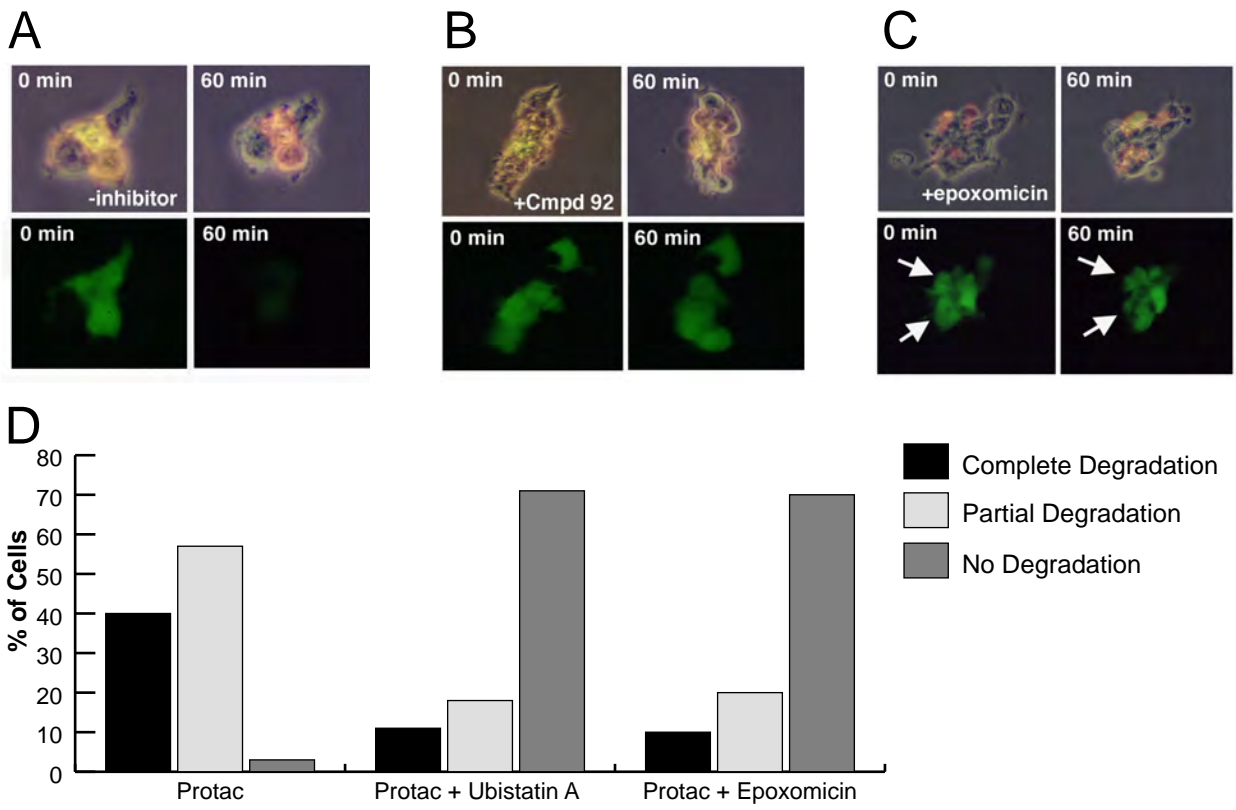 A
B
C
0 min
60 min
-inhibitor
0 min
60 min
0 min
60 min
+Cmpd 92
0 min
60 min
0 min
60 min
+epoxomicin
0 min
60 min
D
80
70
60
50
40
30
20
10
0
% of Cells
Protac
Protac + Ubistatin A
Protac + Epoxomicin
Complete Degradation
Partial Degradation
No Degradation